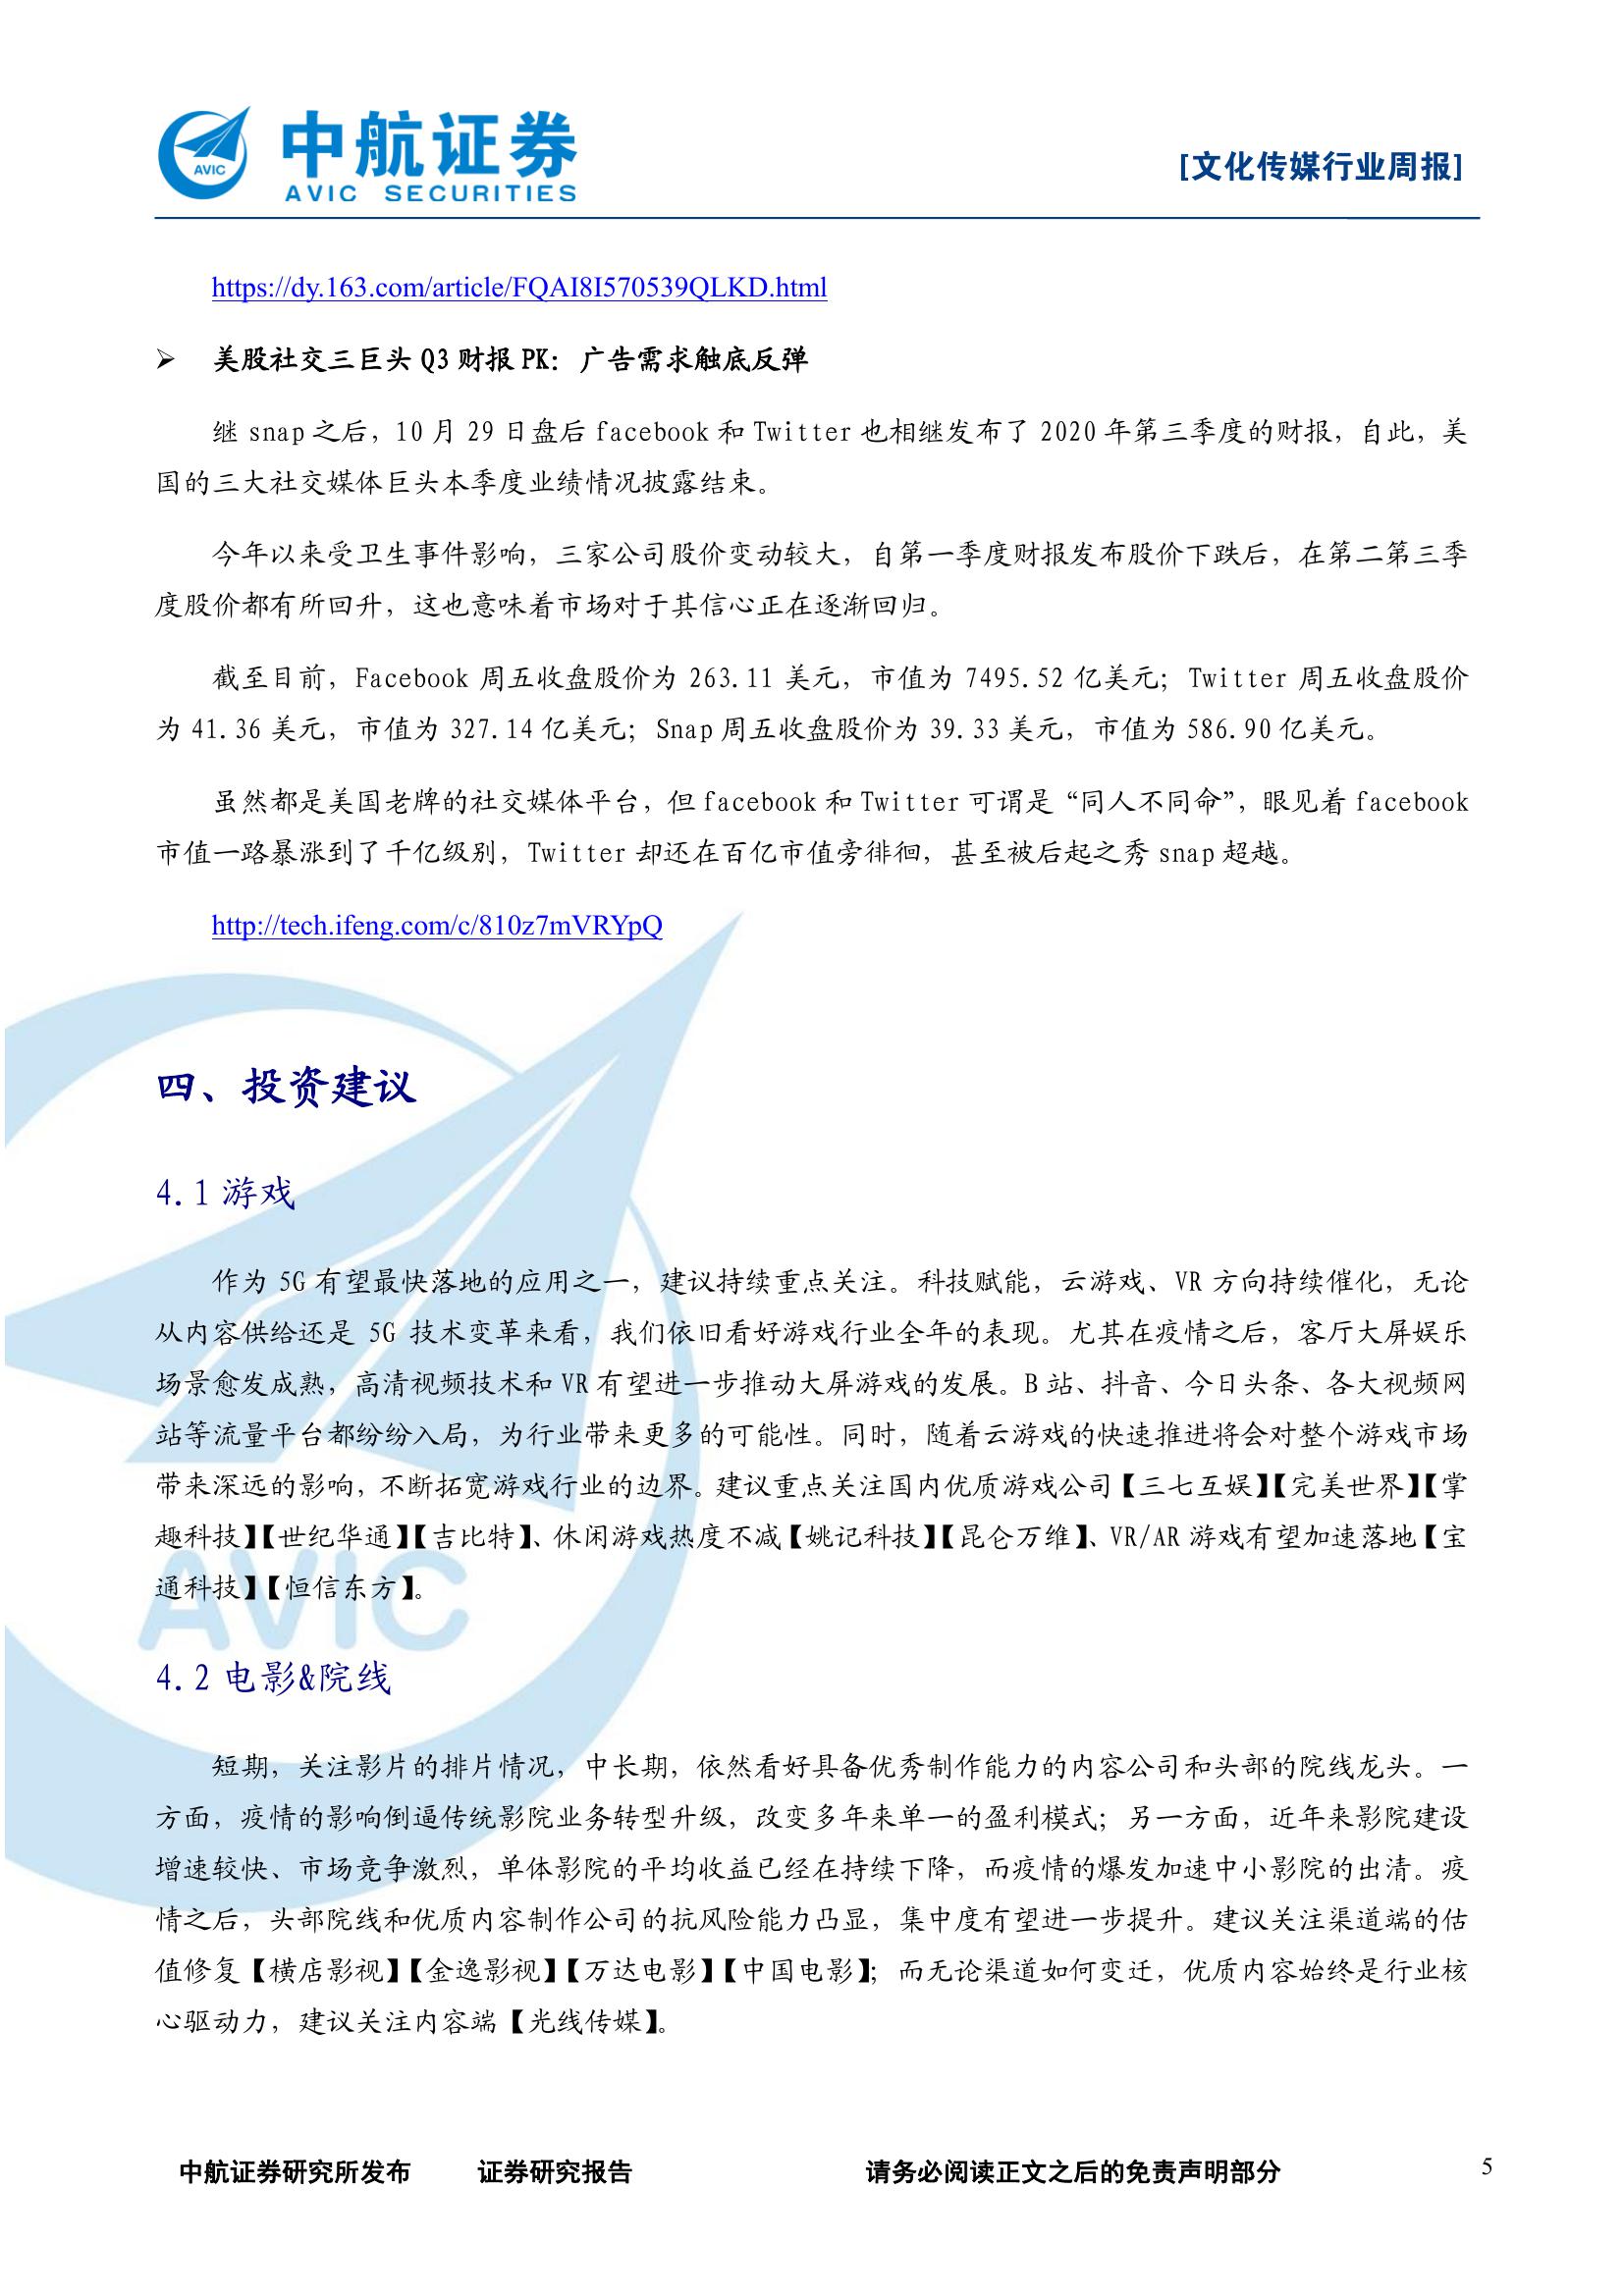 中航证券
AVIC
AVIC SECURITIES
[文化传媒行业周报]
https://dy.163.com/article/FQAI8I570539QLKD.html
➢ 美股社交三巨头 Q3 财报 PK：广告需求触底反弹
继 snap 之后，10 月 29 日盘后 facebook 和 Twitter 也相继发布了 2020 年第三季度的财报，自此，美
国的三大社交媒体巨头本季度业绩情况披露结束。
今年以来受卫生事件影响，三家公司股价变动较大，自第一季度财报发布股价下跌后，在第二第三季
度股价都有所回升，这也意味着市场对于其信心正在逐渐回归。
截至目前，Facebook 周五收盘股价为 263.11 美元，市值为 7495.52 亿美元；Twitter 周五收盘股价
为 41.36 美元，市值为 327.14 亿美元；Snap 周五收盘股价为 39.33 美元，市值为 586.90 亿美元。
虽然都是美国老牌的社交媒体平台，但 facebook 和 Twitter 可谓是“同人不同命”，眼见着 facebook
市值一路暴涨到了千亿级别，Twitter 却还在百亿市值旁徘徊，甚至被后起之秀 snap 超越。
http://tech.ifeng.com/c/810z7mVRYpQ
四、投资建议
4.1 游戏
作为 5G 有望最快落地的应用之一，建议持续重点关注。科技赋能，云游戏、VR 方向持续催化，无论
从内容供给还是 5G 技术变革来看，我们依旧看好游戏行业全年的表现。尤其在疫情之后，客厅大屏娱乐
场景愈发成熟，高清视频技术和 VR 有望进一步推动大屏游戏的发展。B 站、抖音、今日头条、各大视频网
站等流量平台都纷纷入局，为行业带来更多的可能性。同时，随着云游戏的快速推进将会对整个游戏市场
带来深远的影响，不断拓宽游戏行业的边界。建议重点关注国内优质游戏公司【三七互娱】【完美世界】【掌
趣科技】【世纪华通】【吉比特】、休闲游戏热度不减【姚记科技】【昆仑万维】、VR/AR 游戏有望加速落地【宝
通科技】【恒信东方】。
AVIC
4.2 电影&院线
短期，关注影片的排片情况，中长期，依然看好具备优秀制作能力的内容公司和头部的院线龙头。一
方面，疫情的影响倒逼传统影院业务转型升级，改变多年来单一的盈利模式；另一方面，近年来影院建设
增速较快、市场竞争激烈，单体影院的平均收益已经在持续下降，而疫情的爆发加速中小影院的出清。疫
情之后，头部院线和优质内容制作公司的抗风险能力凸显，集中度有望进一步提升。建议关注渠道端的估
值修复【横店影视】【金逸影视】【万达电影】【中国电影】；而无论渠道如何变迁，优质内容始终是行业核
心驱动力，建议关注内容端【光线传媒】。
中航证券研究所发布 证券研究报告 请务必阅读正文之后的免责声明部分 5